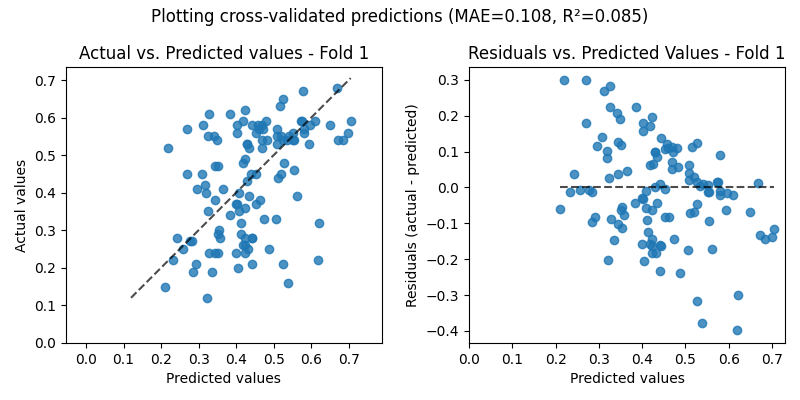 Plotting cross-validated predictions (MAE=0.108, R²=0.085)
Actual vs. Predicted values - Fold 1
Actual values
0.7
0.6
0.5
0.4
0.3
0.2
0.1
0.0
0.0 0.1 0.2 0.3 0.4 0.5 0.6 0.7
Predicted values
Residuals vs. Predicted Values - Fold 1
Residuals (actual - predicted)
0.3
0.2
0.1
0.0
−0.1
−0.2
−0.3
−0.4
0.0 0.1 0.2 0.3 0.4 0.5 0.6 0.7
Predicted values